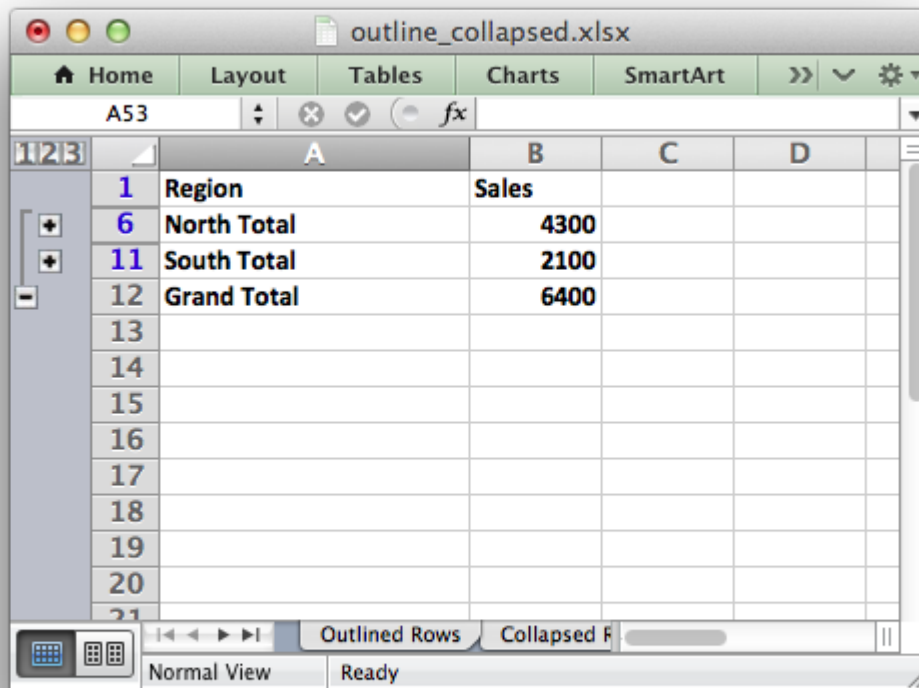 outline_collapsed.xlsx
Home Layout Tables Charts SmartArt
A53 fx
1 2 3 A B C D
1 Region Sales
6 North Total 4300
11 South Total 2100
12 Grand Total 6400
13
14
15
16
17
18
19
20
21
Outlined Rows Collapsed R
Normal View Ready